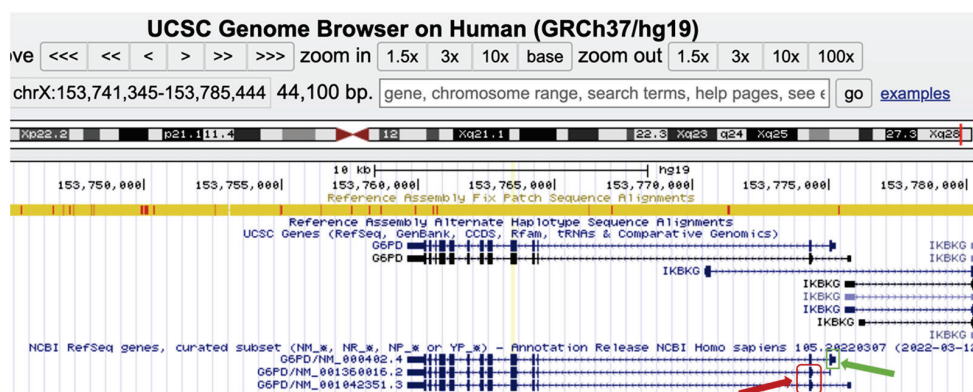 UCSC Genome Browser on Human (GRCh37/hg19)
ve <<< << < > >> >>> zoom in 1.5x 3x 10x base zoom out 1.5x 3x 10x 100x
chrX:153,741,345-153,785,444 44,100 bp. gene, chromosome range, search terms, help pages, see e go examples
Xp22.2 p21.1 11.4 12 Xq21.1 22.3 Xq23 q24 Xq25 27.3 Xq28
10 kb hg19
153,750,000| 153,755,000| 153,760,000| 153,765,000| 153,770,000| 153,775,000| 153,780,000|
Reference Assembly Fix Patch Sequence Alignments
Reference Assembly Alternate Haplotype Sequence Alignments
UCSC Genes (RefSeq, GenBank, CCDS, Rfam, tRNAs & Comparative Genomics)
G6PD IKBKG
G6PD IKBKG
IKBKG
IKBKG
IKBKG
IKBKG
IKBKG
IKBKG
NCBI RefSeq genes, curated subset (NM_*, NR_*, NP_* or YP_*) - Annotation Release NCBI Homo sapiens 105.20220307 (2022-03-12
G6PD/NM_000402.4
G6PD/NM_001360016.2
G6PD/NM_001042351.3